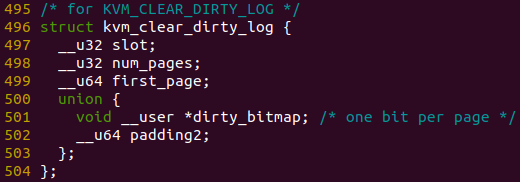 495 /* for KVM_CLEAR_DIRTY_LOG */
496 struct kvm_clear_dirty_log {
497   __u32 slot;
498   __u32 num_pages;
499   __u64 first_page;
500   union {
501     void __user *dirty_bitmap; /* one bit per page */
502     __u64 padding2;
503   };
504 };